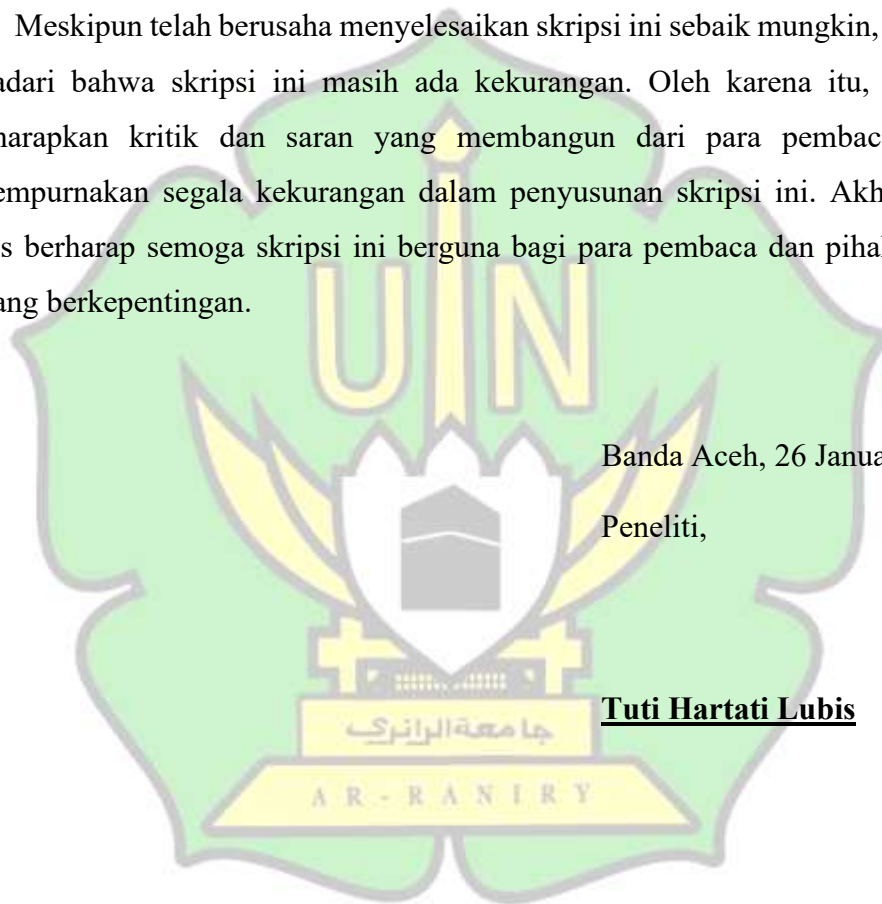 Meskipun telah berusaha menyelesaikan skripsi ini sebaik mungkin,
adari bahwa skripsi ini masih ada kekurangan. Oleh karena itu,
harapkan kritik dan saran yang membangun dari para pembac
empurnakan segala kekurangan dalam penyusunan skripsi ini. Akh
s berharap semoga skripsi ini berguna bagi para pembaca dan piha
ang berkepentingan.
UIN
Banda Aceh, 26 Janua
Peneliti,
Tuti Hartati Lubis
جامعة الرانري
AR-RANIRY